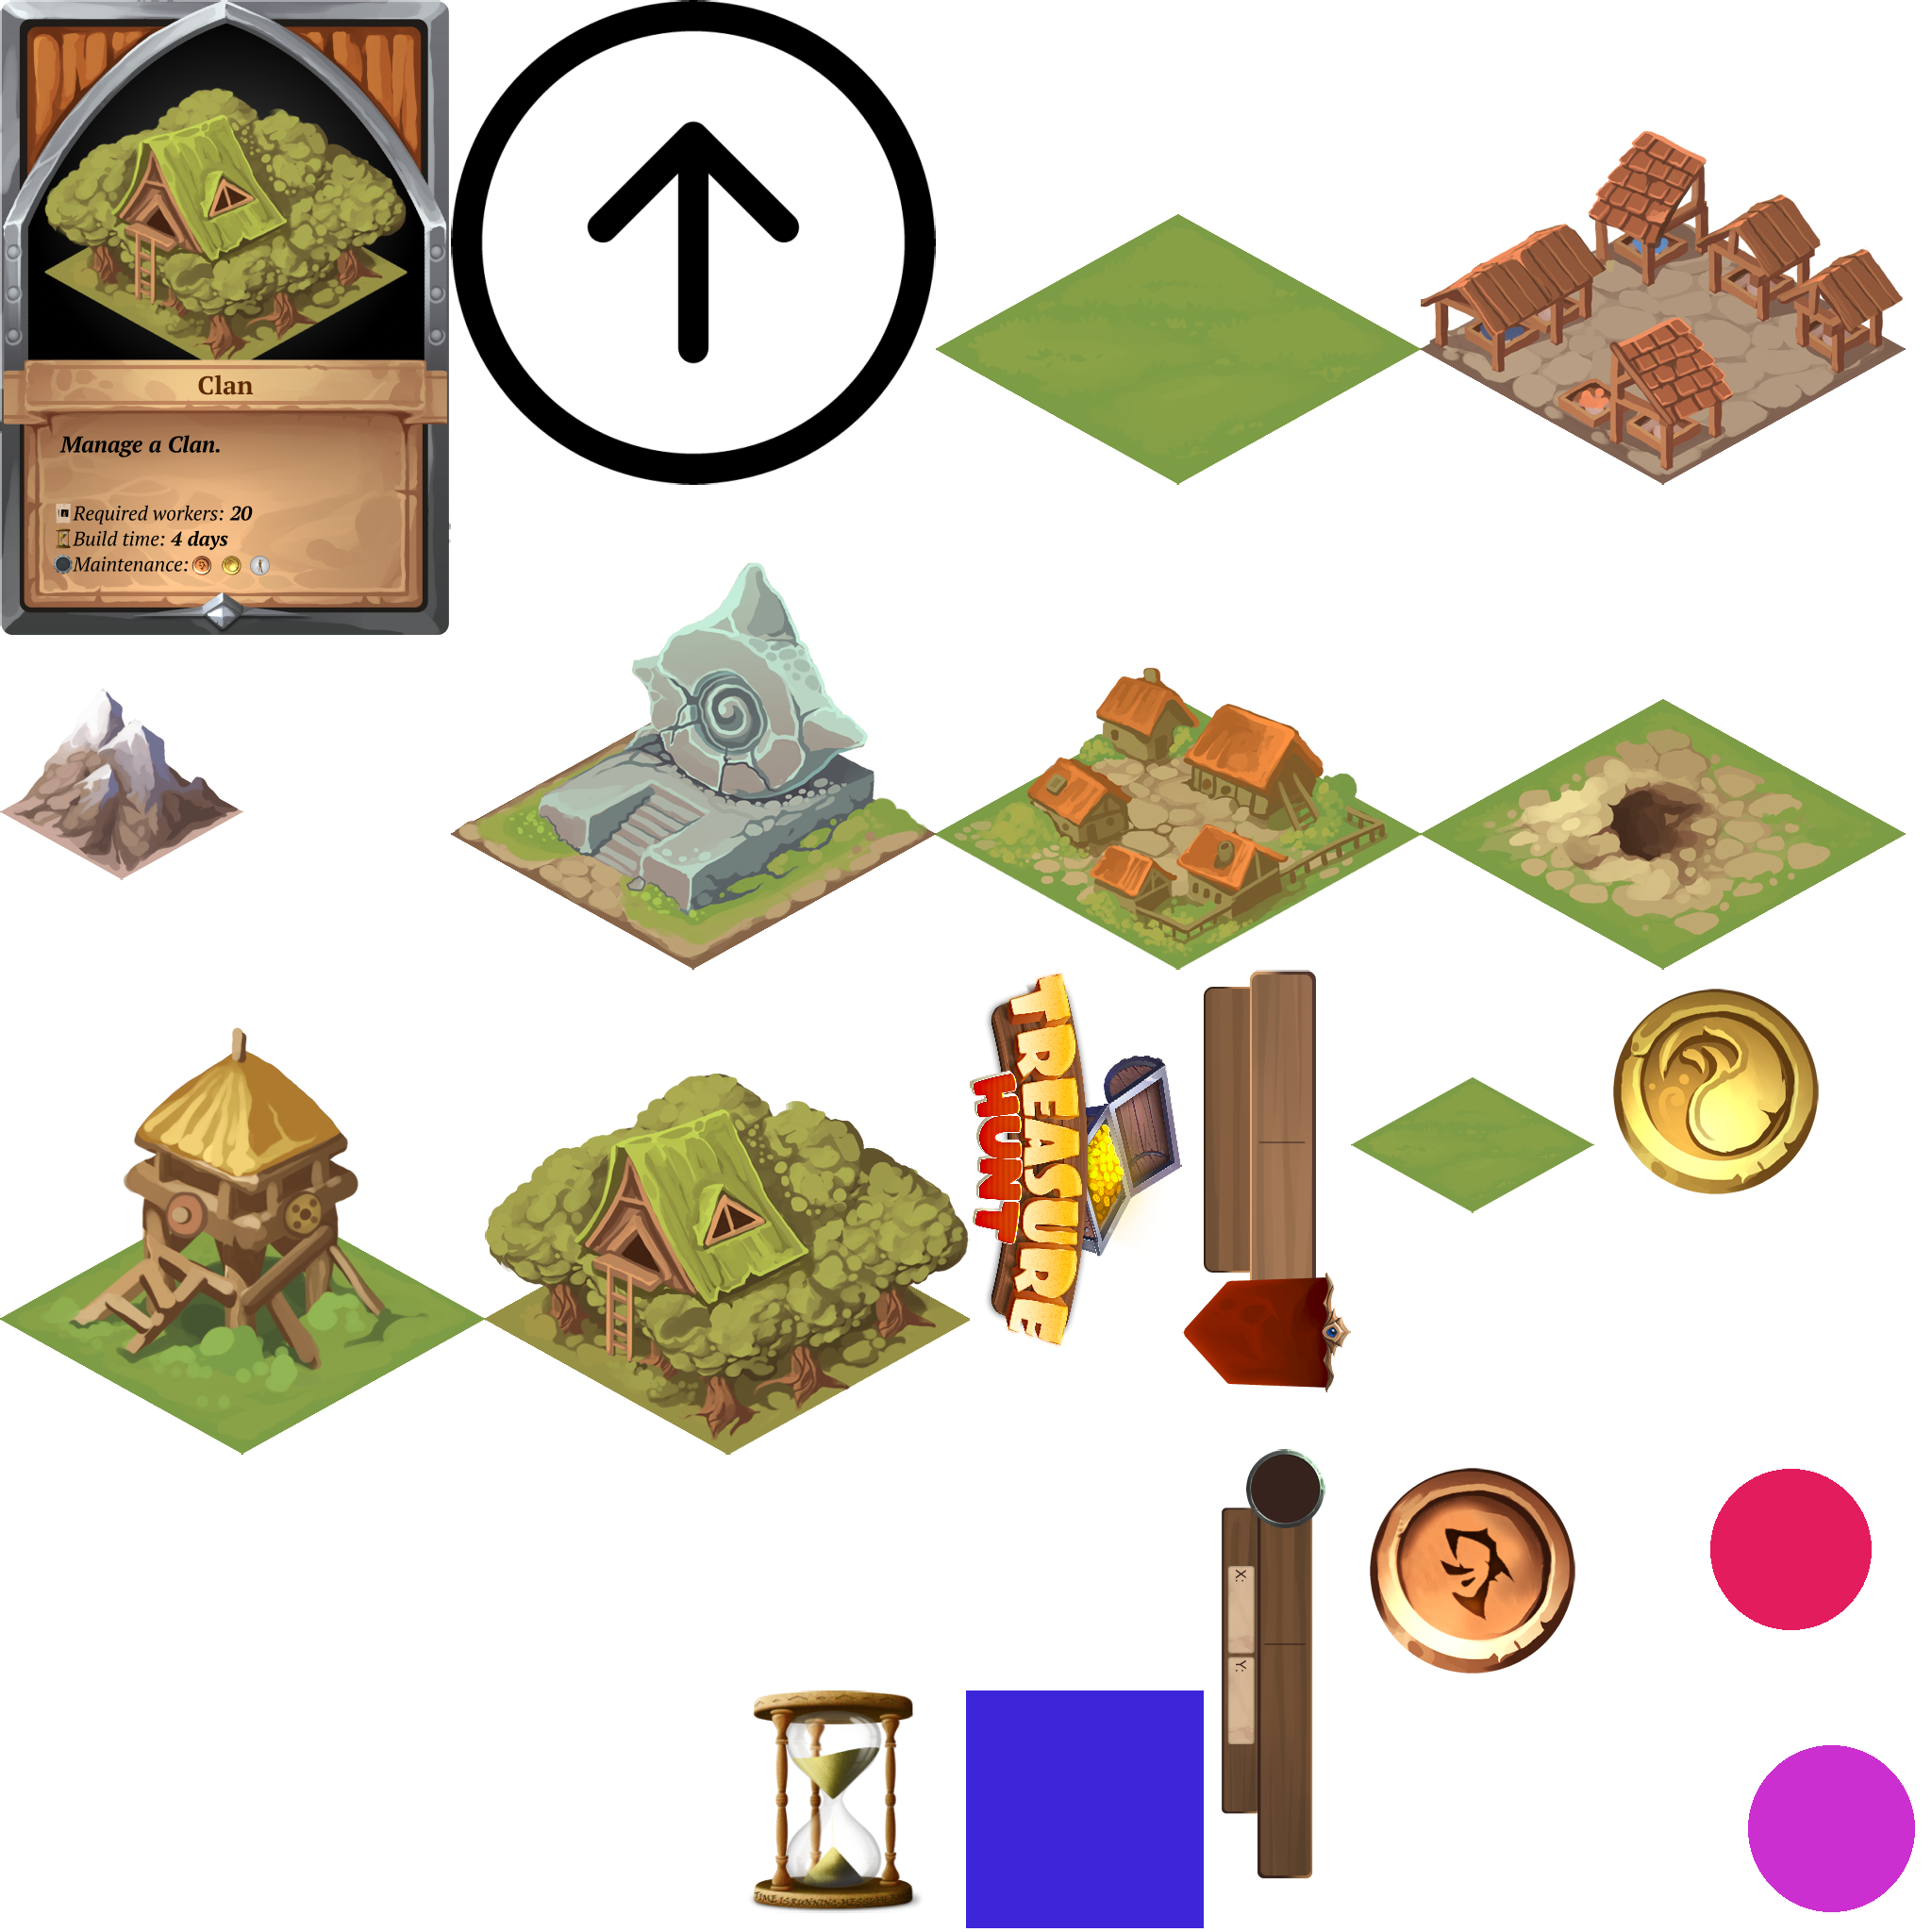 Clan
Manage a Clan.
Required workers: 20
Build time: 4 days
Maintenance:
TREASURE
HUNT
X:
Y: